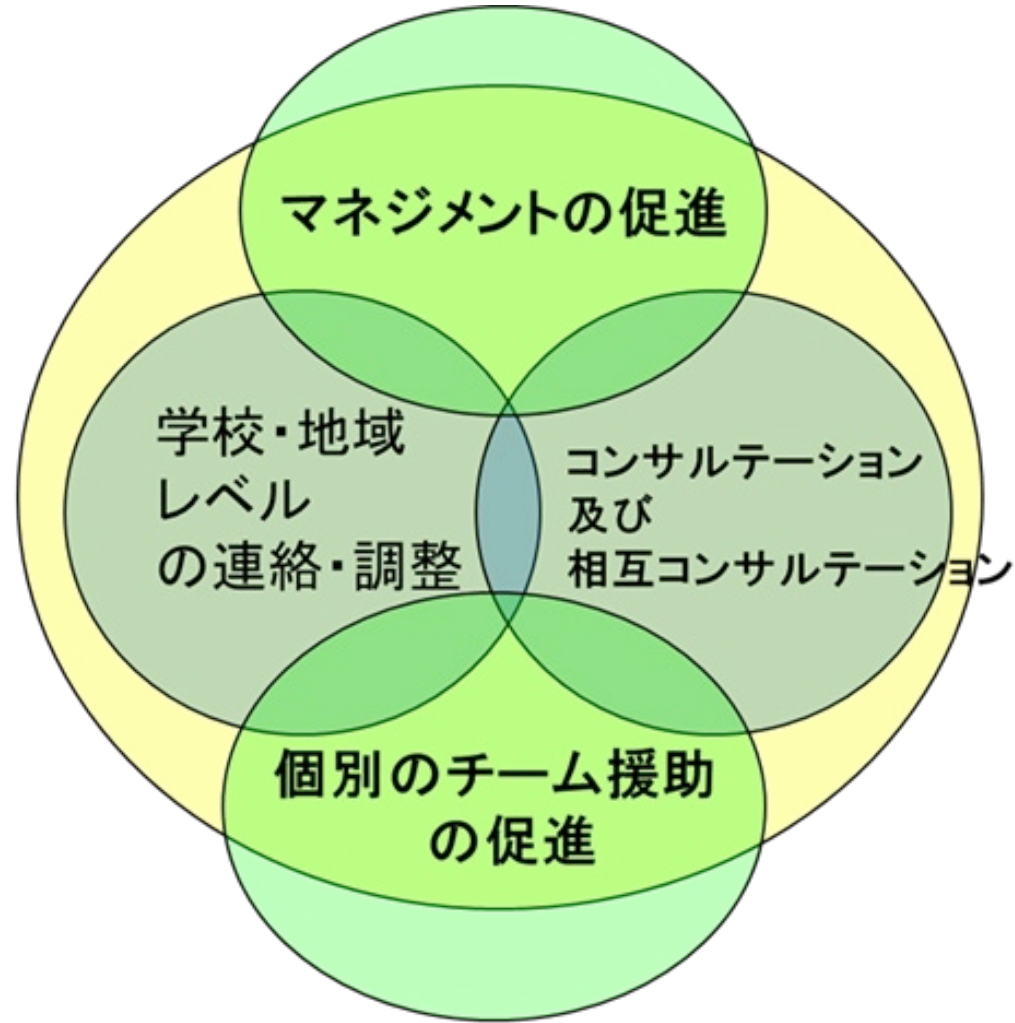 マネジメントの促進
学校・地域
レベル
の連絡・調整
コンサルテーション
及び
相互コンサルテーション
個別のチーム援助
の促進